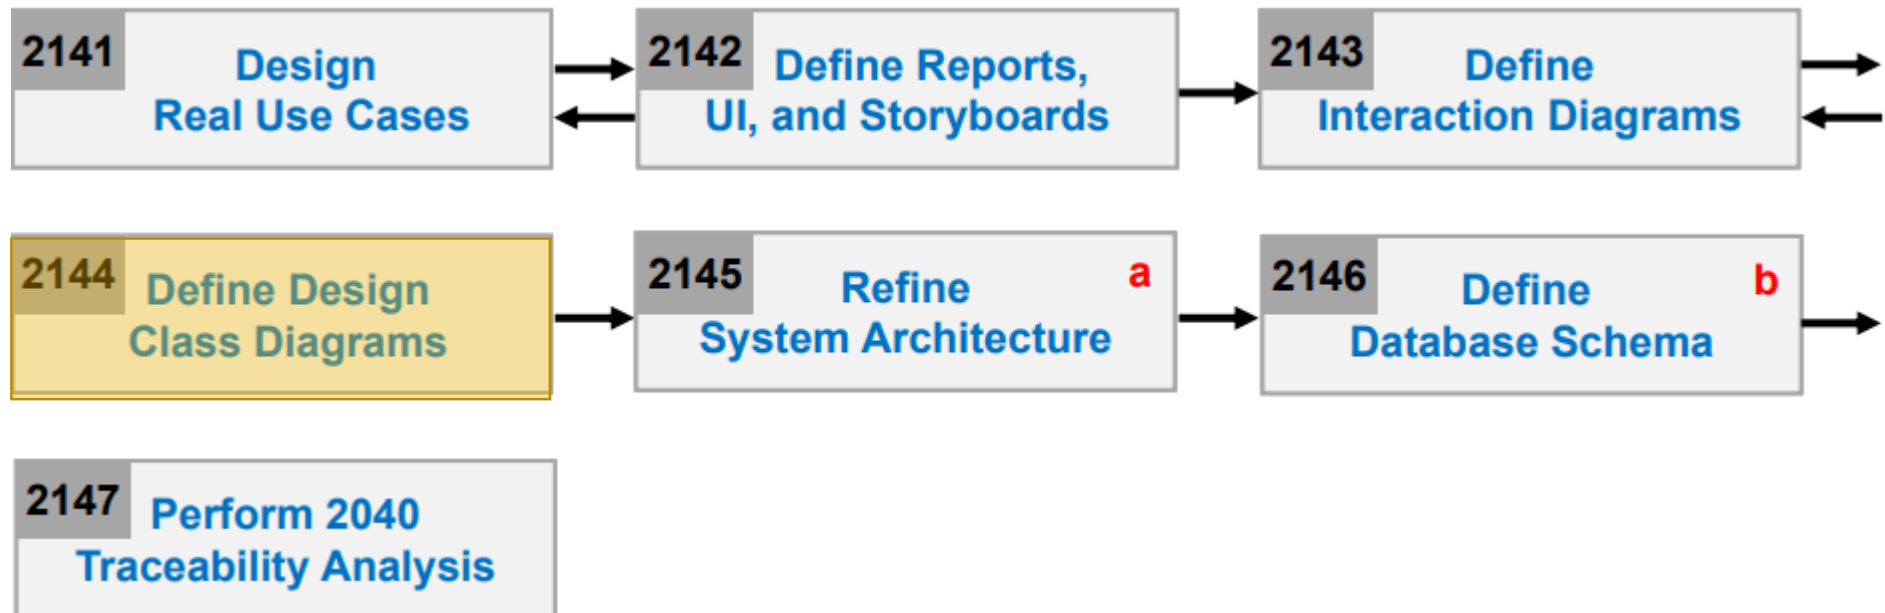 2141
Design
Real Use Cases
2142
Define Reports,
UI, and Storyboards
2143
Define
Interaction Diagrams
2144
Define Design
Class Diagrams
2145
Refine
System Architecture
a
2146
Define
Database Schema
b
2147
Perform 2040
Traceability Analysis